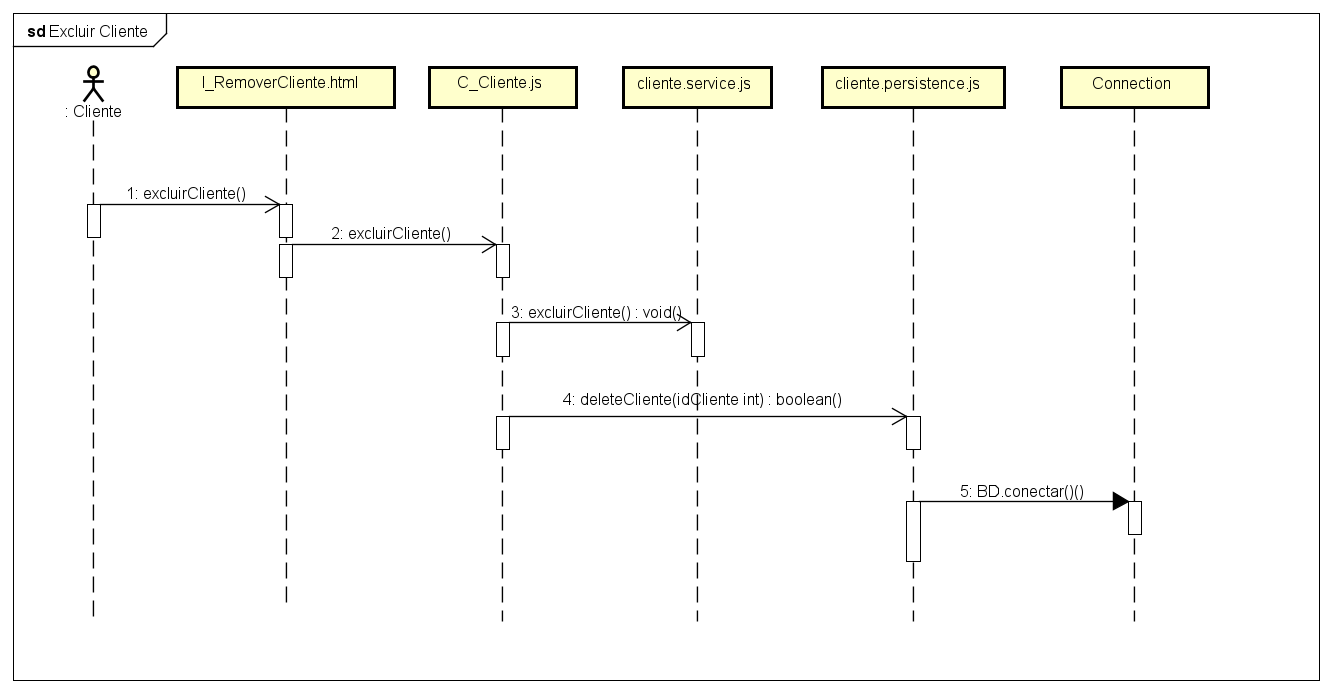 sd Excluir Cliente
: Cliente
I_RemoverCliente.html
C_Cliente.js
cliente.service.js
cliente.persistence.js
Connection
1: excluirCliente()
2: excluirCliente()
3: excluirCliente() : void()
4: deleteCliente(idCliente int) : boolean()
5: BD.conectar()()